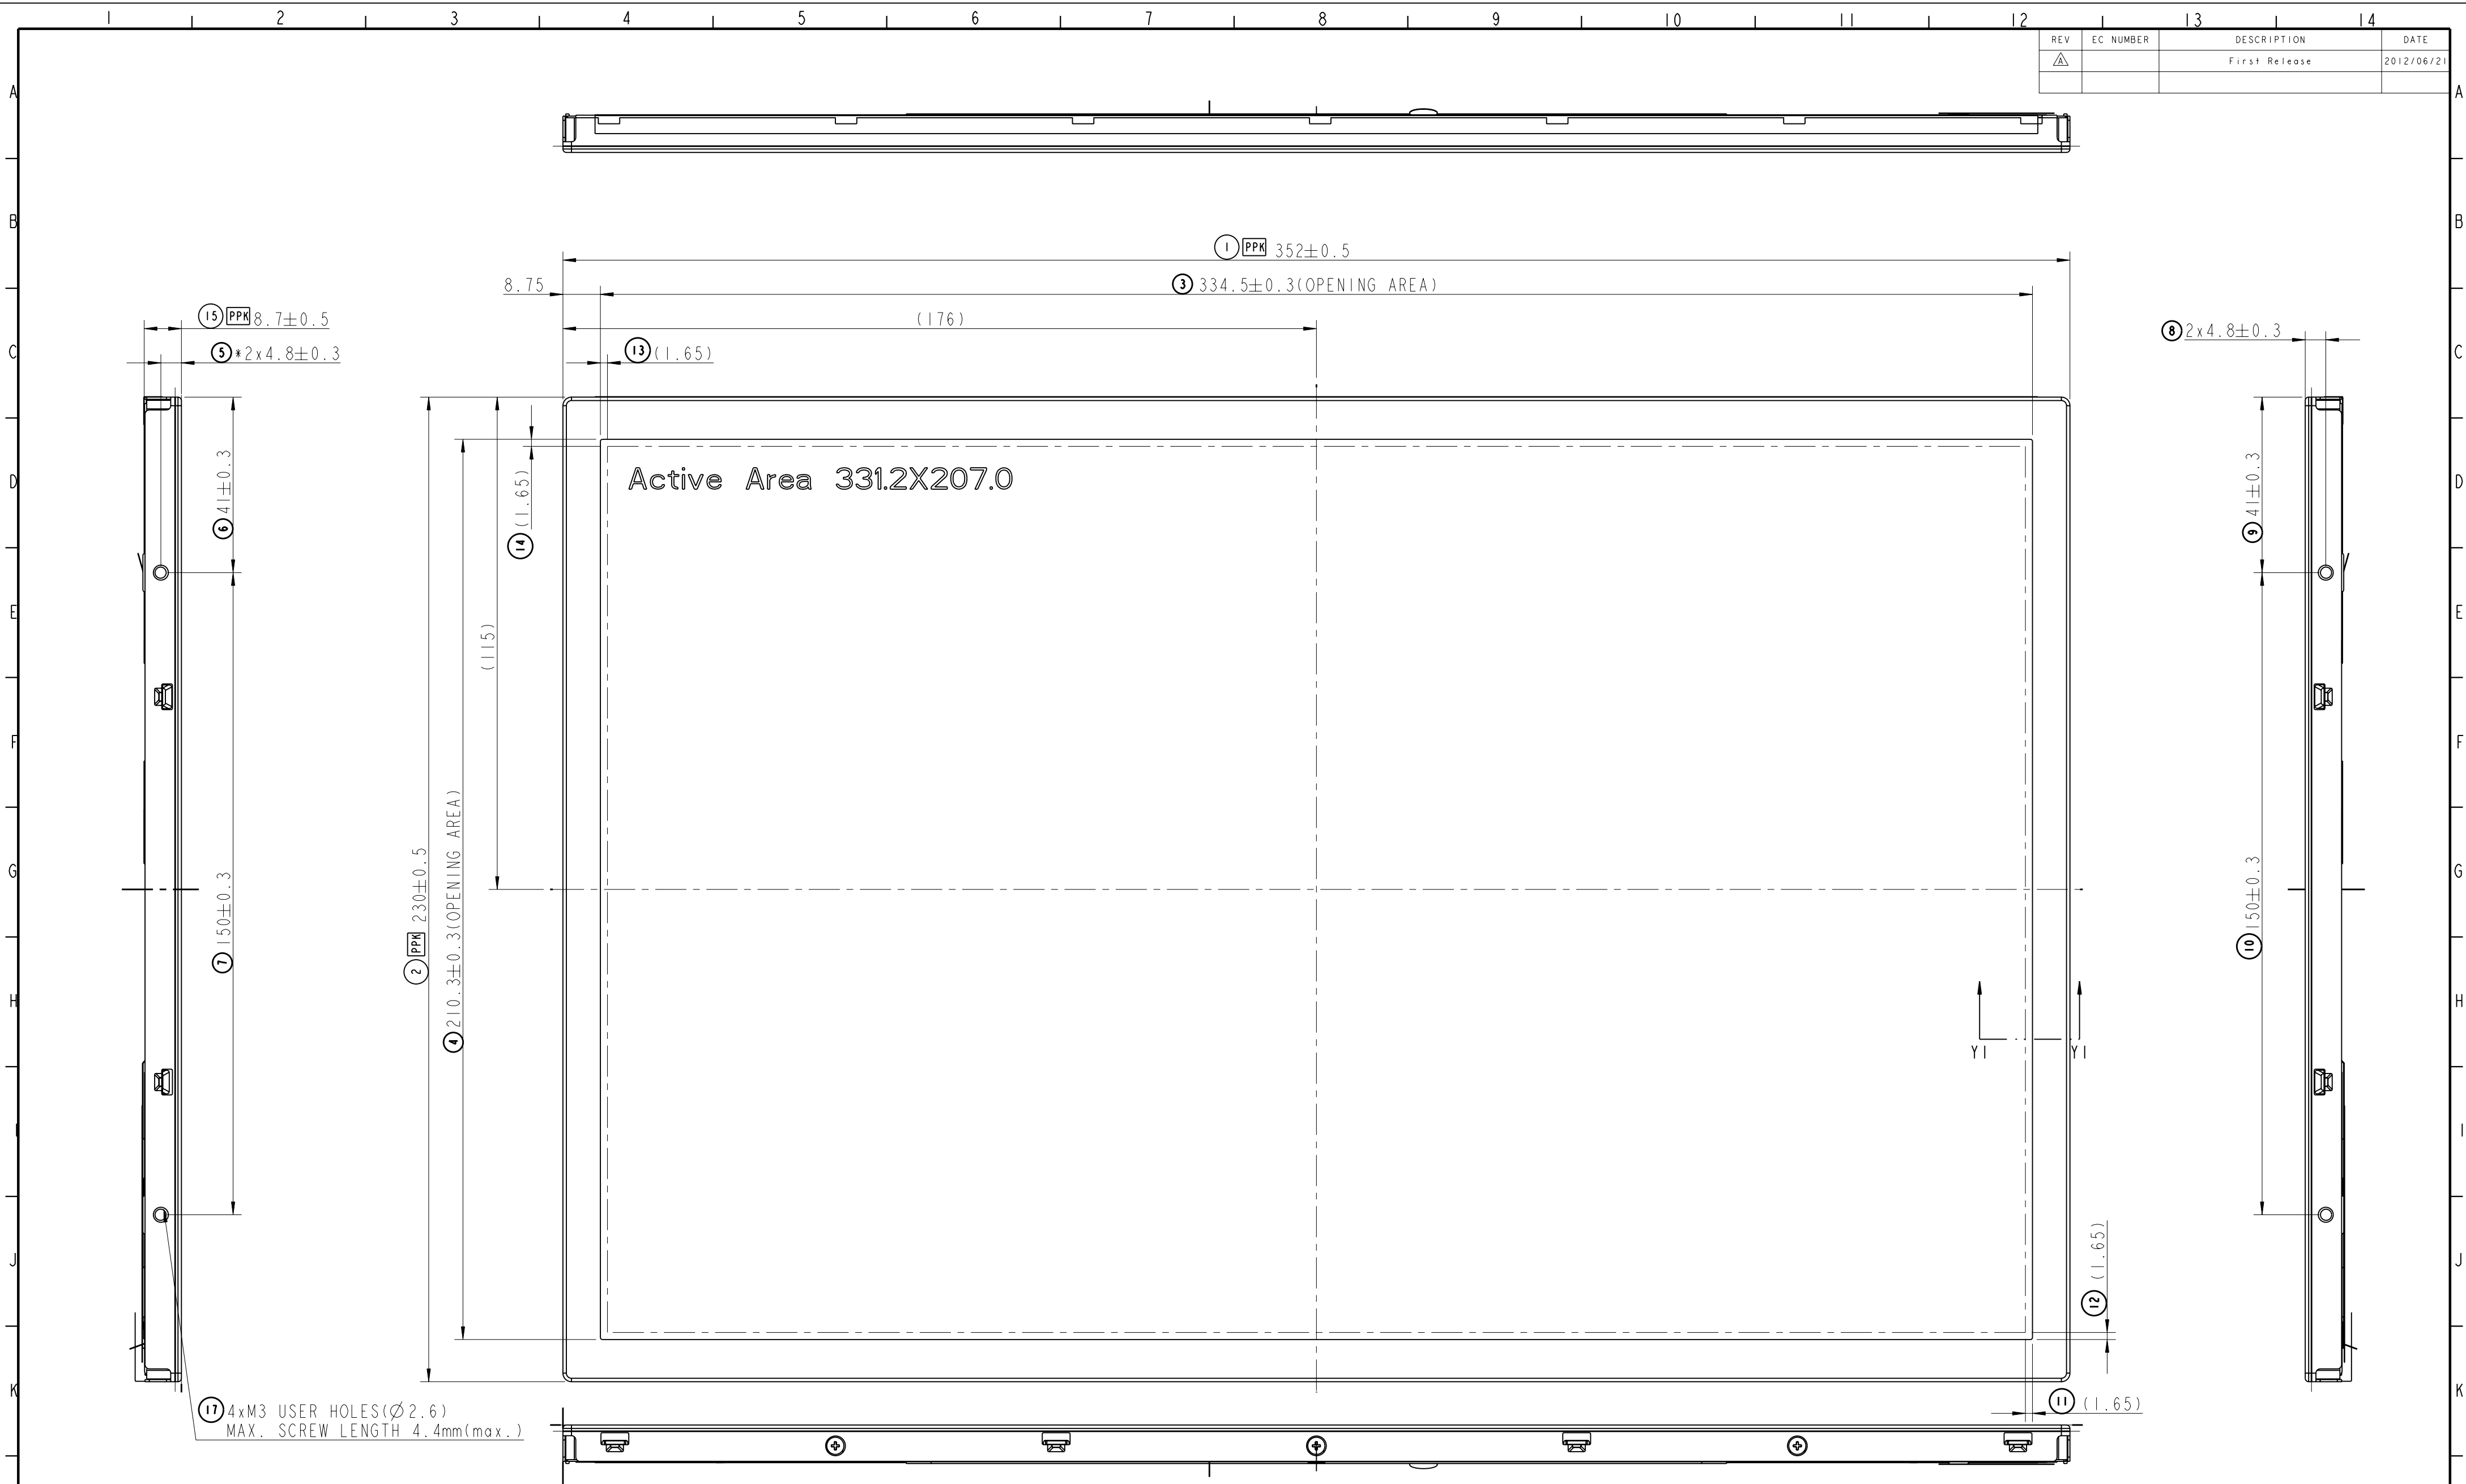 1 2 3 4 5 6 7 8 9 10 11 12 13 14
REV EC NUMBER DESCRIPTION DATE
A First Release 2012/06/21
A A
B B
1 PPK 352±0.5
8.75 3 334.5±0.3(OPENING AREA)
15 PPK 8.7±0.5
(176)
8 2x4.8±0.3
C 5 *2x4.8±0.3 13 (1.65) C
D D
6 41±0.3
14 (1.65)
Active Area 331.2X207.0
9 41±0.3
E E
(115)
F F
G G
7 150±0.3
2 PPK 230±0.5
4 210.3±0.3(OPENING AREA)
10 150±0.3
H H
Y1 Y1
I I
J J
12 (1.65)
K K
17 4xM3 USER HOLES(Ø2.6)
MAX. SCREW LENGTH 4.4mm(max.)
11 (1.65)